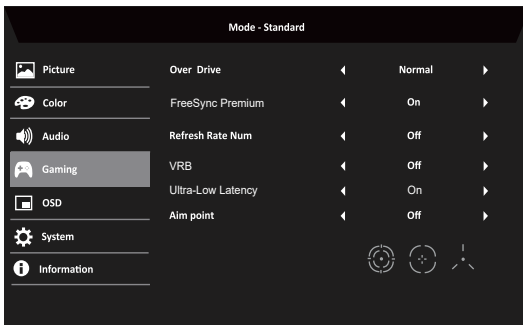 Mode - Standard
Picture
Color
Audio
Gaming
OSD
System
Information
Over Drive Normal
FreeSync Premium On
Refresh Rate Num Off
VRB Off
Ultra-Low Latency On
Aim point Off